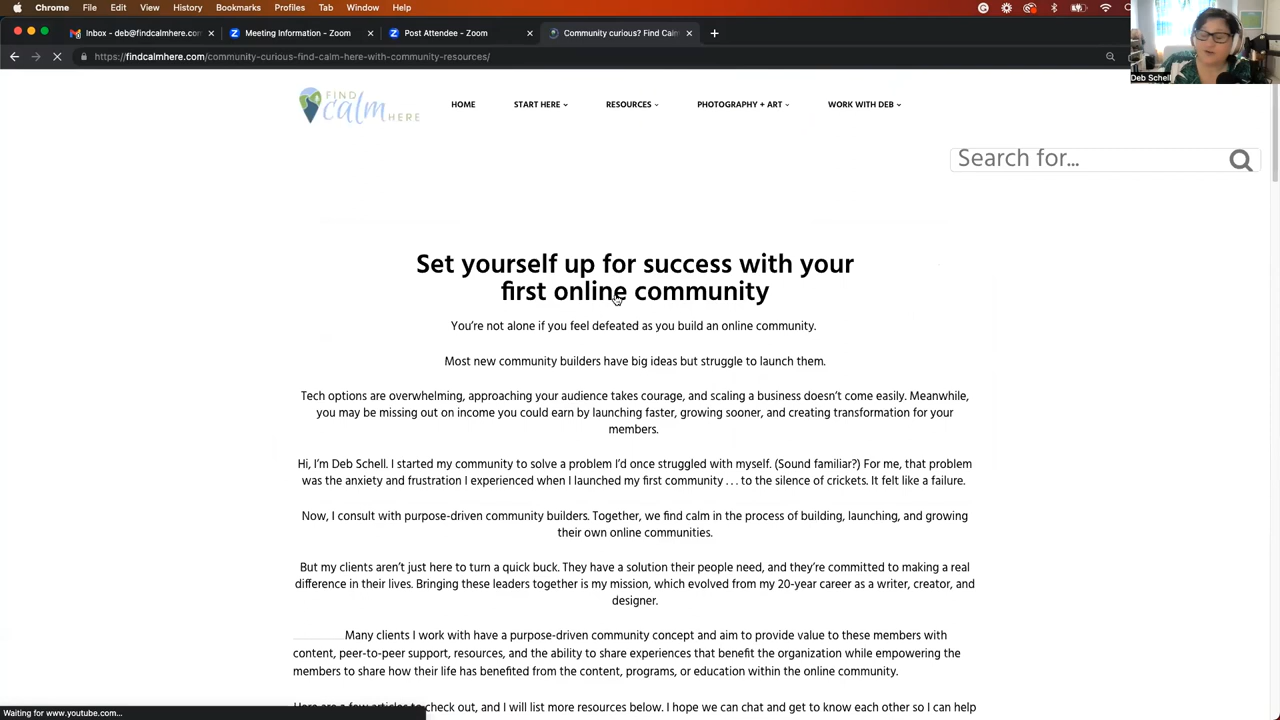 Chrome File Edit View History Bookmarks Profiles Tab Window Help
Inbox - deb@findcalmhere.co Meeting Information - Zoom Post Attendee - Zoom Community curious? Find Cal
https://findcalmhere.com/community-curious-find-calm-here-with-community-resources/
Deb Schell
FIND calm HERE
HOME START HERE RESOURCES PHOTOGRAPHY + ART WORK WITH DEB
Search for...
Set yourself up for success with your
first online community
You're not alone if you feel defeated as you build an online community.
Most new community builders have big ideas but struggle to launch them.
Tech options are overwhelming, approaching your audience takes courage, and scaling a business doesn't come easily. Meanwhile,
you may be missing out on income you could earn by launching faster, growing sooner, and creating transformation for your
members.
Hi, I'm Deb Schell. I started my community to solve a problem I'd once struggled with myself. (Sound familiar?) For me, that problem
was the anxiety and frustration I experienced when I launched my first community . . . to the silence of crickets. It felt like a failure.
Now, I consult with purpose-driven community builders. Together, we find calm in the process of building, launching, and growing
their own online communities.
But my clients aren't just here to turn a quick buck. They have a solution their people need, and they're committed to making a real
difference in their lives. Bringing these leaders together is my mission, which evolved from my 20-year career as a writer, creator, and
designer.
Many clients I work with have a purpose-driven community concept and aim to provide value to these members with
content, peer-to-peer support, resources, and the ability to share experiences that benefit the organization while empowering the
members to share how their life has benefited from the content, programs, or education within the online community.
Here are a few articles to check out, and I will list more resources below. I hope we can chat and get to know each other so I can help
Waiting for www.youtube.com...